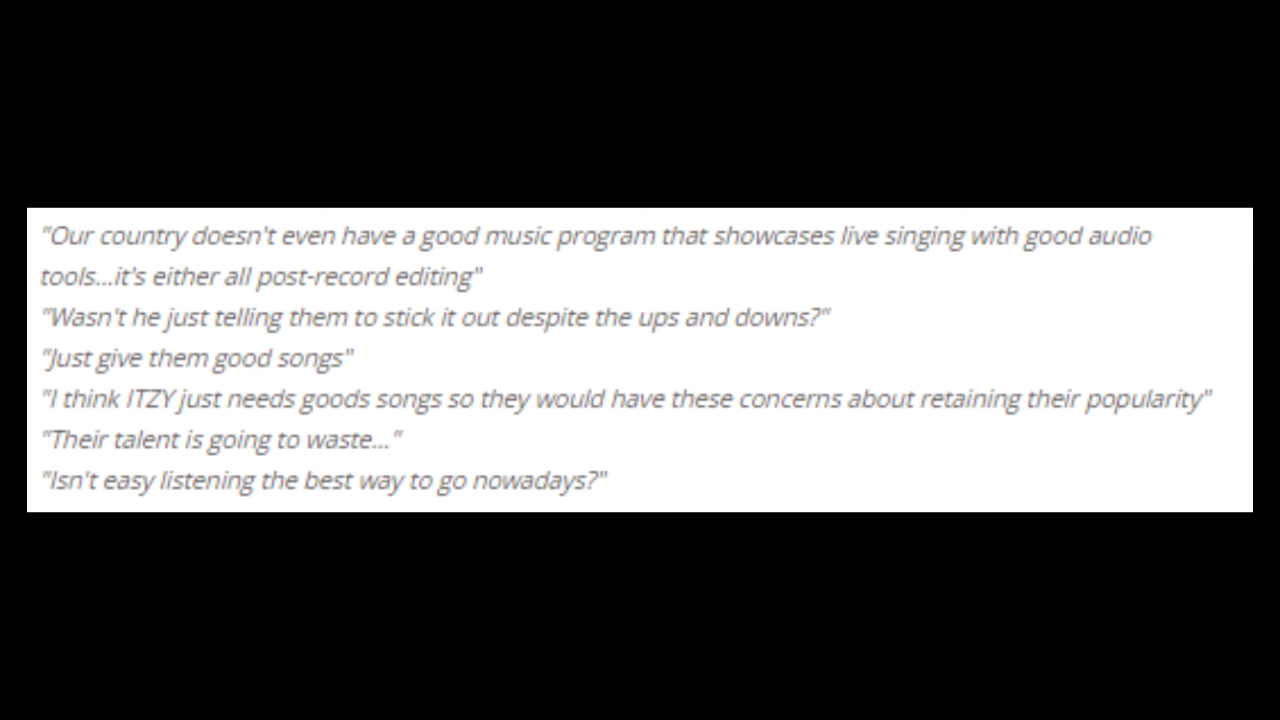 "Our country doesn't even have a good music program that showcases live singing with good audio
tools...it's either all post-record editing"
"Wasn't he just telling them to stick it out despite the ups and downs?"
"Just give them good songs"
"I think ITZY just needs goods songs so they would have these concerns about retaining their popularity"
"Their talent is going to waste..."
"Isn't easy listening the best way to go nowadays?"